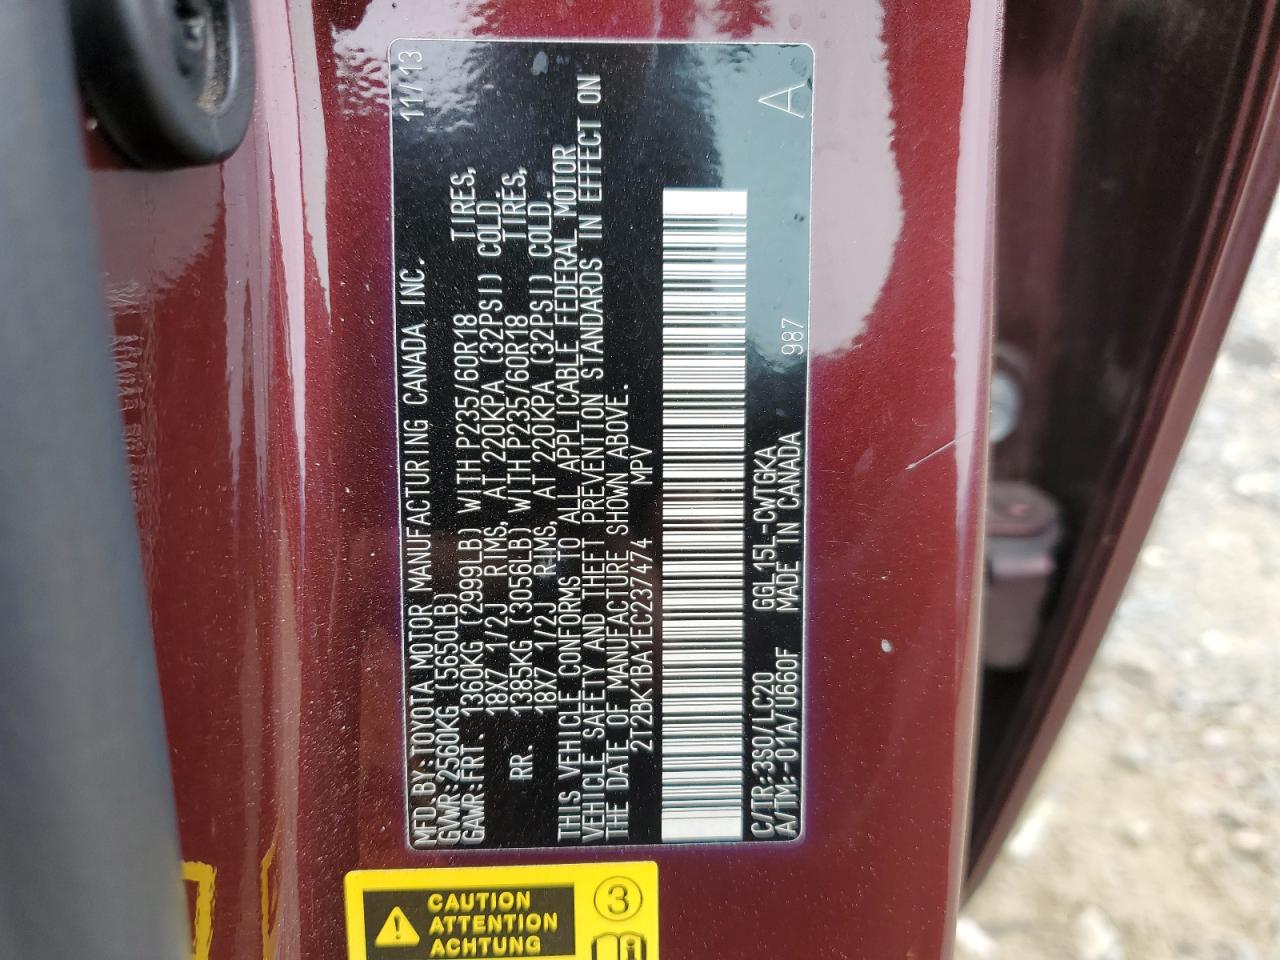 MFD.BY:TOYOTA MOTOR MANUFACTURING CANADA INC. 11/13
GVWR:2560KG (5650LB)
GAWR:FRT. 1360KG (2999LB) WITH P235/60R18 TIRES,
18X7 1/2J RIMS, AT 220KPA (32PSI) COLD
RR. 1385KG (3056LB) WITH P235/60R18 TIRES,
18X7 1/2J RIMS, AT 220KPA (32PSI) COLD.
THIS VEHICLE CONFORMS TO ALL APPLICABLE FEDERAL MOTOR
VEHICLE SAFETY AND THEFT PREVENTION STANDARDS IN EFFECT ON
THE DATE OF MANUFACTURE SHOWN ABOVE.
2T2BK1BA1EC237474 MPV
C/TR:3S0/LC20 GGL15L-CWTGKA 987 A
A/TM:-01A/U660F MADE IN CANADA
CAUTION
ATTENTION
ACHTUNG
3